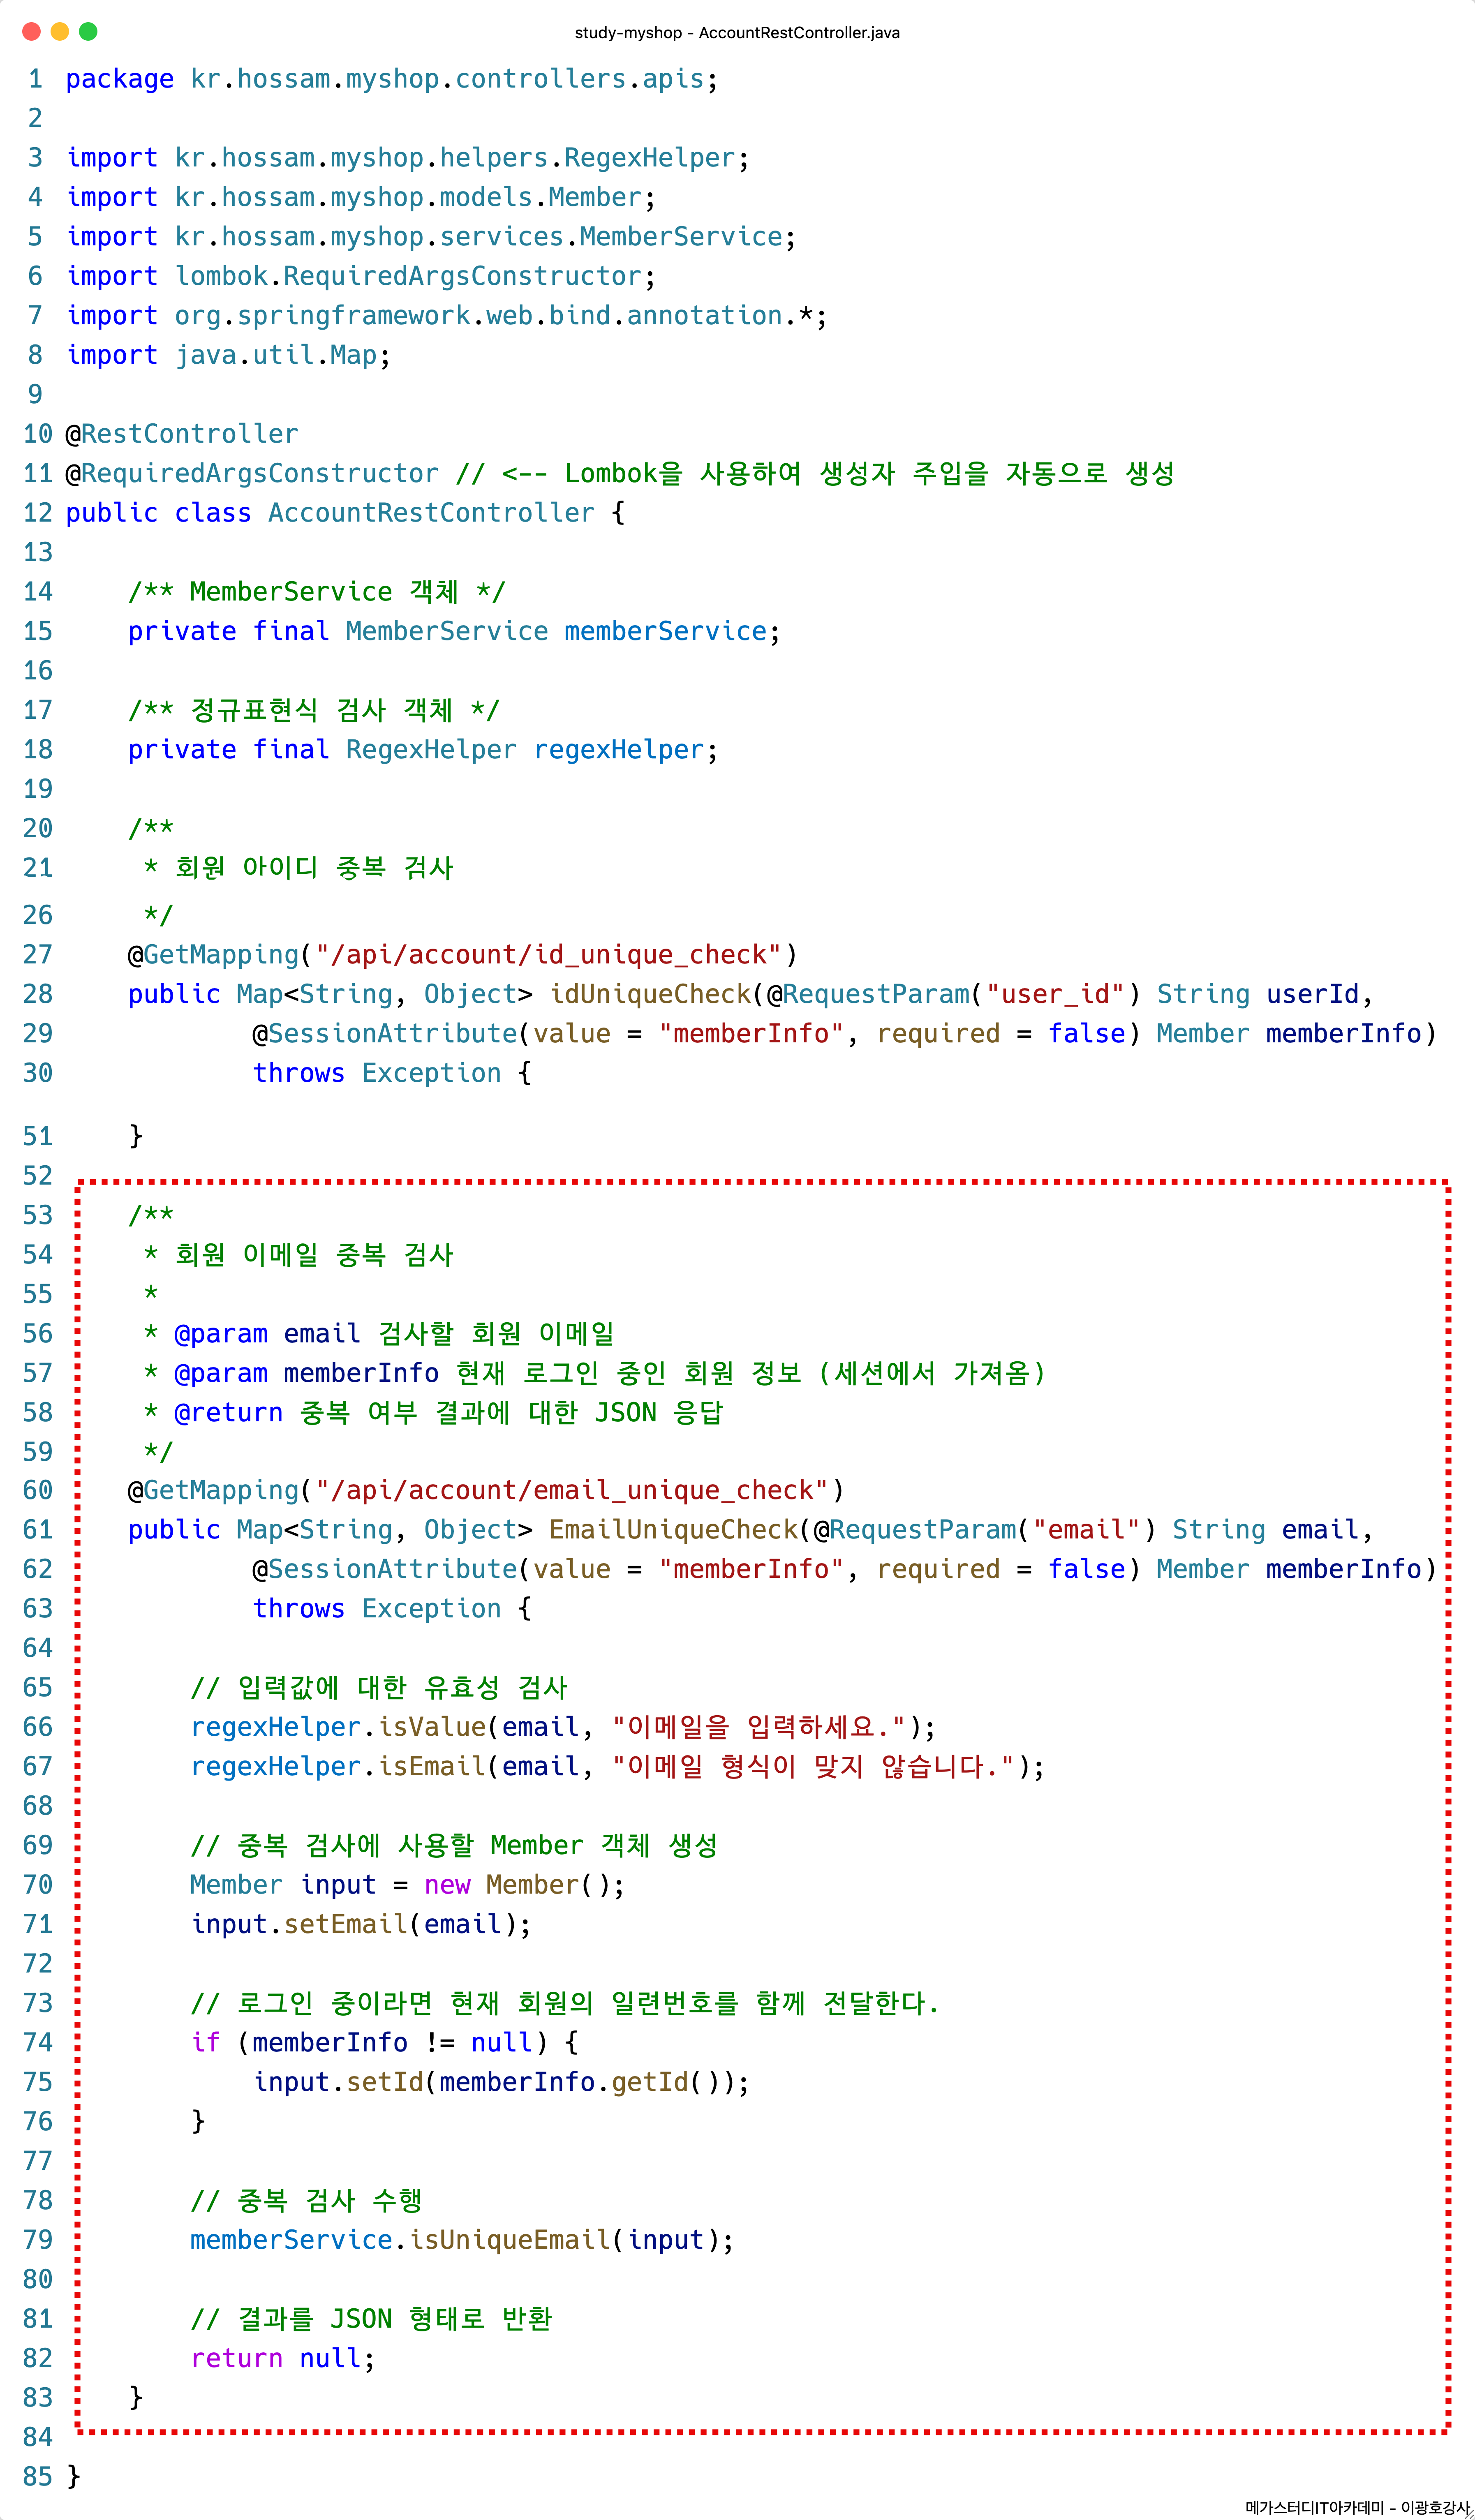 study-myshop - AccountRestController.java
1 package kr.hossam.myshop.controllers.apis;
2
3 import kr.hossam.myshop.helpers.RegexHelper;
4 import kr.hossam.myshop.models.Member;
5 import kr.hossam.myshop.services.MemberService;
6 import lombok.RequiredArgsConstructor;
7 import org.springframework.web.bind.annotation.*;
8 import java.util.Map;
9
10 @RestController
11 @RequiredArgsConstructor // <-- Lombok을 사용하여 생성자 주입을 자동으로 생성
12 public class AccountRestController {
13
14     /** MemberService 객체 */
15     private final MemberService memberService;
16
17     /** 정규표현식 검사 객체 */
18     private final RegexHelper regexHelper;
19
20     /**
21      * 회원 아이디 중복 검사
26      */
27     @GetMapping("/api/account/id_unique_check")
28     public Map<String, Object> idUniqueCheck(@RequestParam("user_id") String userId,
29             @SessionAttribute(value = "memberInfo", required = false) Member memberInfo)
30             throws Exception {
51     }
52
53     /**
54      * 회원 이메일 중복 검사
55      *
56      * @param email 검사할 회원 이메일
57      * @param memberInfo 현재 로그인 중인 회원 정보 (세션에서 가져옴)
58      * @return 중복 여부 결과에 대한 JSON 응답
59      */
60     @GetMapping("/api/account/email_unique_check")
61     public Map<String, Object> EmailUniqueCheck(@RequestParam("email") String email,
62             @SessionAttribute(value = "memberInfo", required = false) Member memberInfo)
63             throws Exception {
64
65         // 입력값에 대한 유효성 검사
66         regexHelper.isValue(email, "이메일을 입력하세요.");
67         regexHelper.isEmail(email, "이메일 형식이 맞지 않습니다.");
68
69         // 중복 검사에 사용할 Member 객체 생성
70         Member input = new Member();
71         input.setEmail(email);
72
73         // 로그인 중이라면 현재 회원의 일련번호를 함께 전달한다.
74         if (memberInfo != null) {
75             input.setId(memberInfo.getId());
76         }
77
78         // 중복 검사 수행
79         memberService.isUniqueEmail(input);
80
81         // 결과를 JSON 형태로 반환
82         return null;
83     }
84
85 }
메가스터디IT아카데미 - 이광호강사